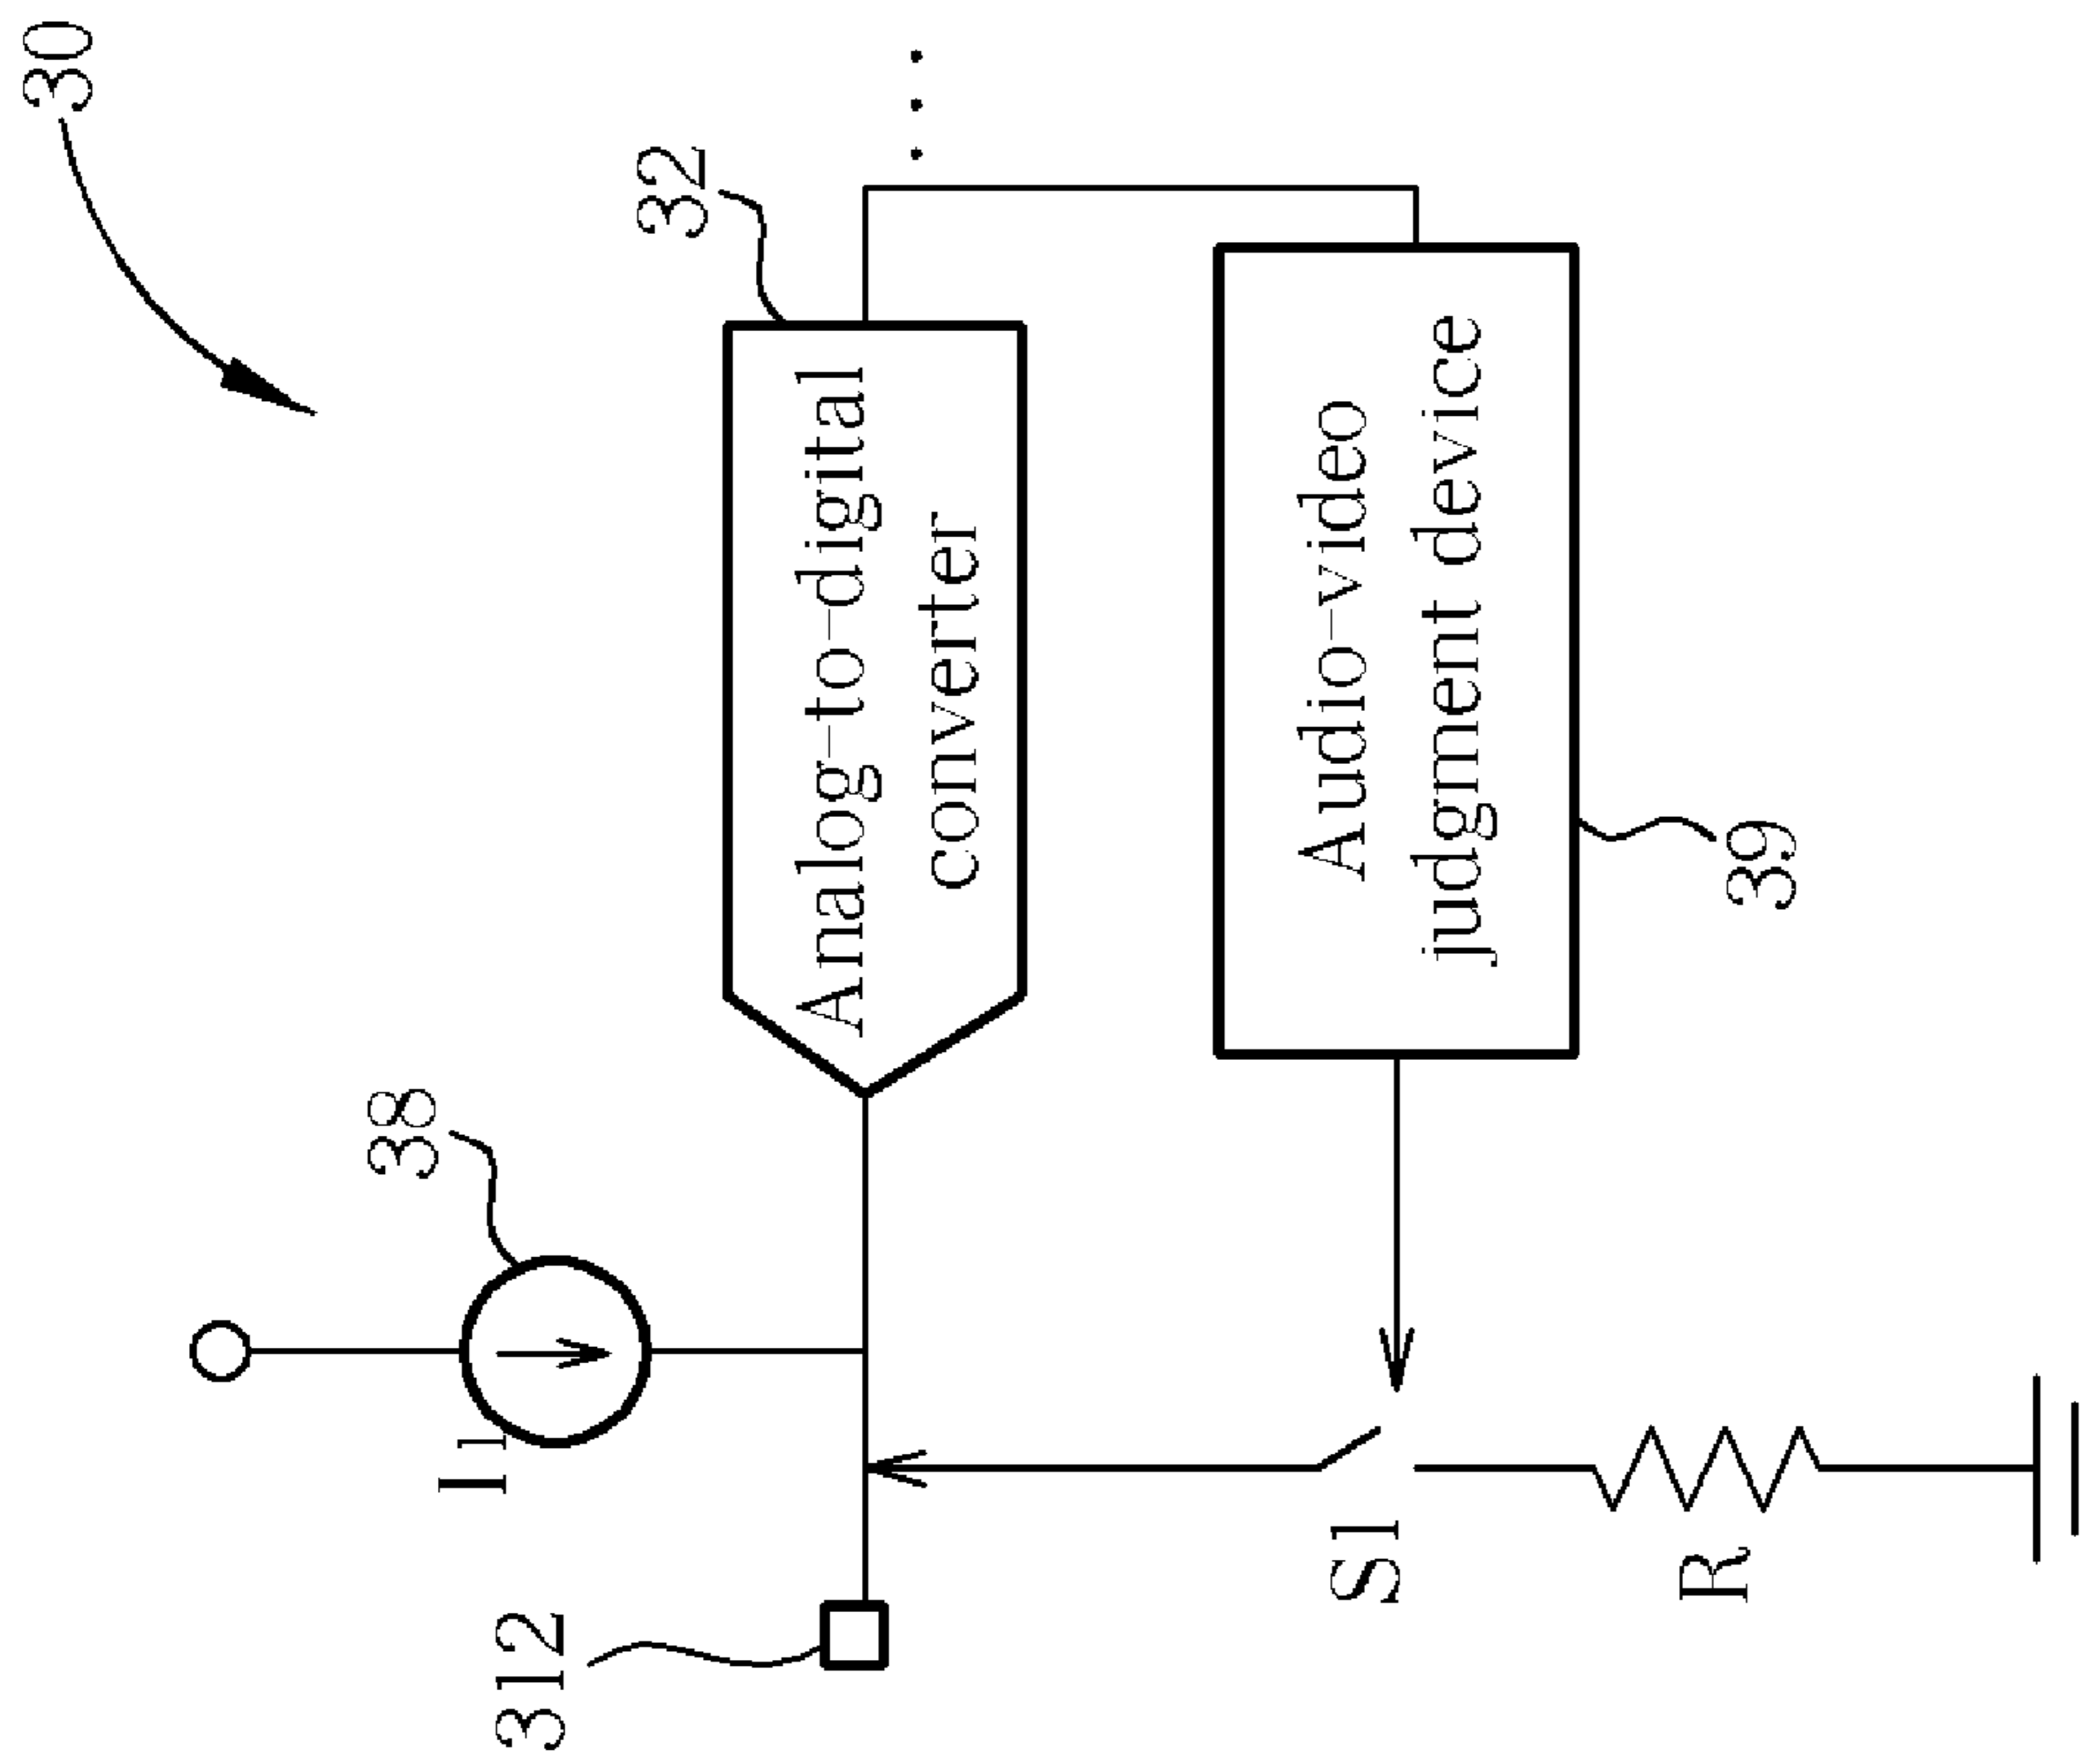 30
32
38
I1
312
Analog-to-digital
converter
Audio-video
judgment device
39
S1
R